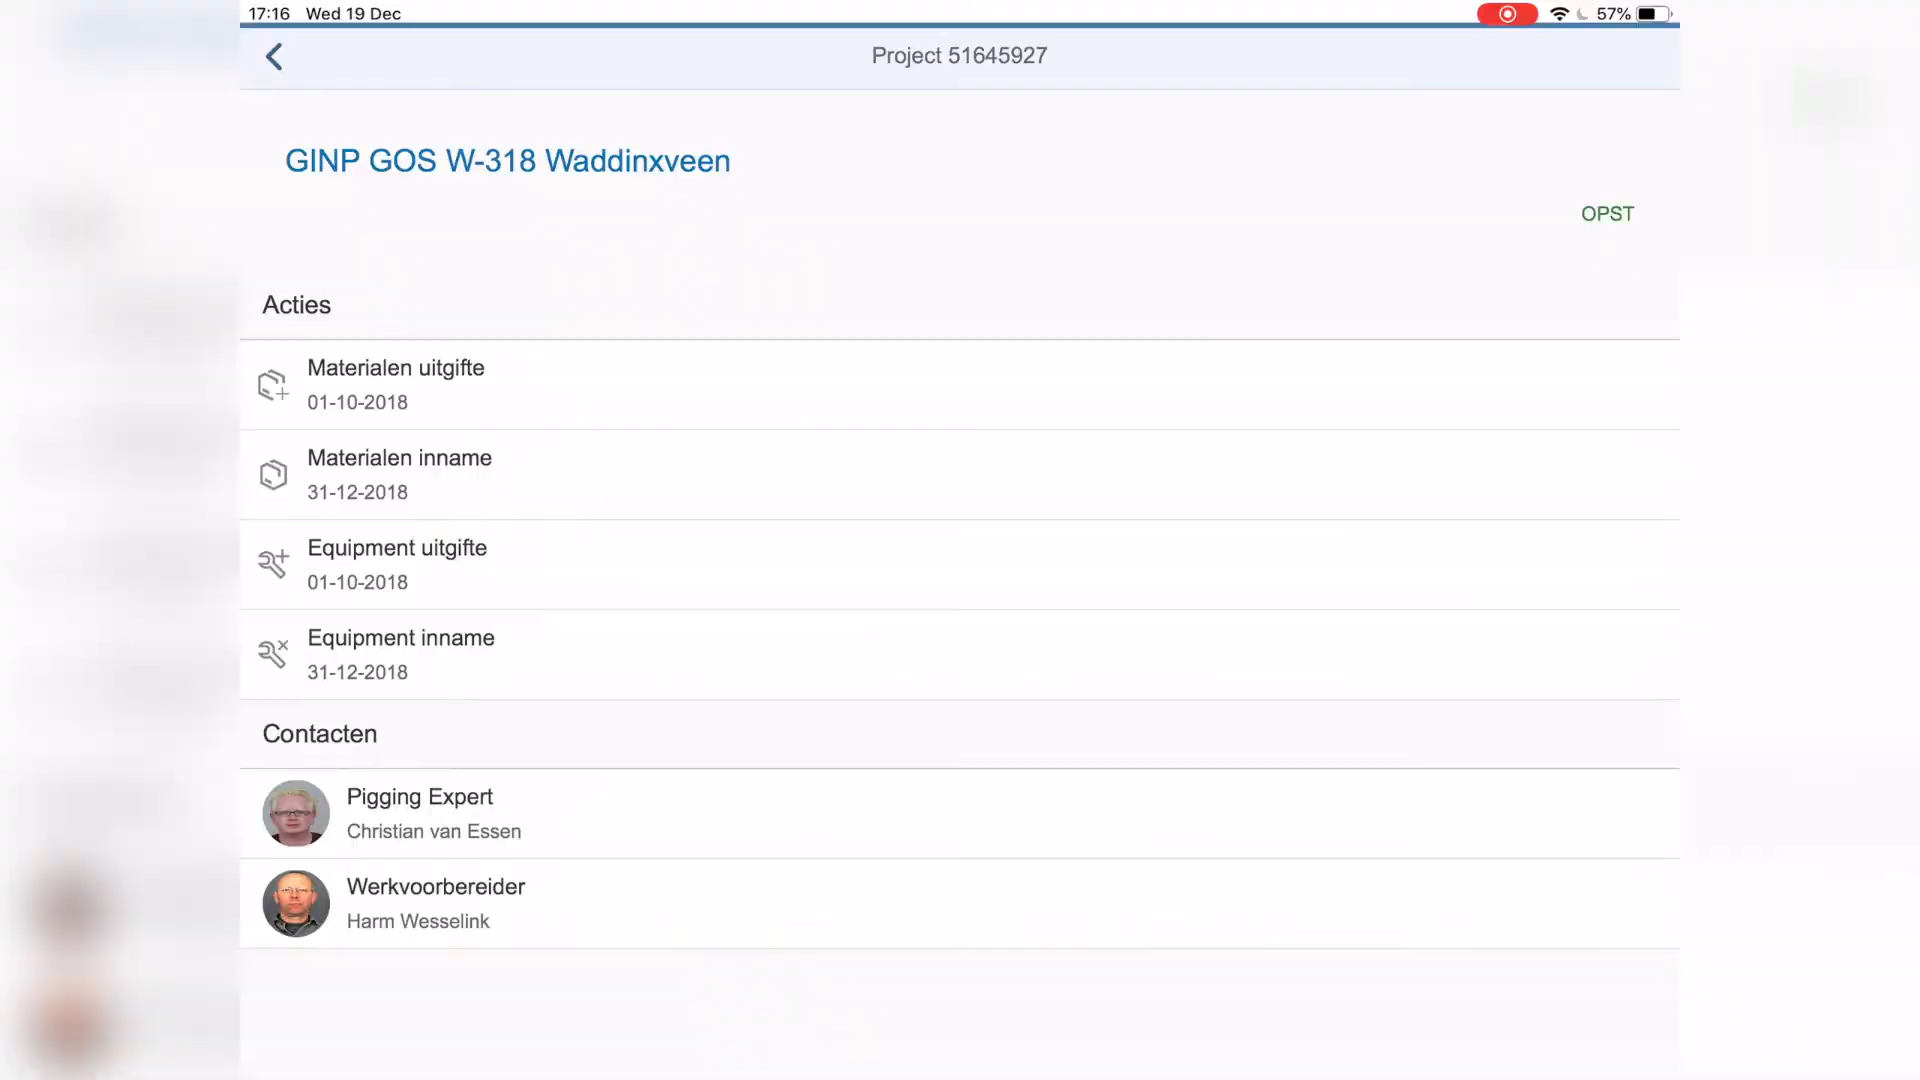 17:16 Wed 19 Dec
57%
Project 51645927
GINP GOS W-318 Waddinxveen
OPST
Acties
Materialen uitgifte
01-10-2018
Materialen inname
31-12-2018
Equipment uitgifte
01-10-2018
Equipment inname
31-12-2018
Contacten
Pigging Expert
Christian van Essen
Werkvoorbereider
Harm Wesselink